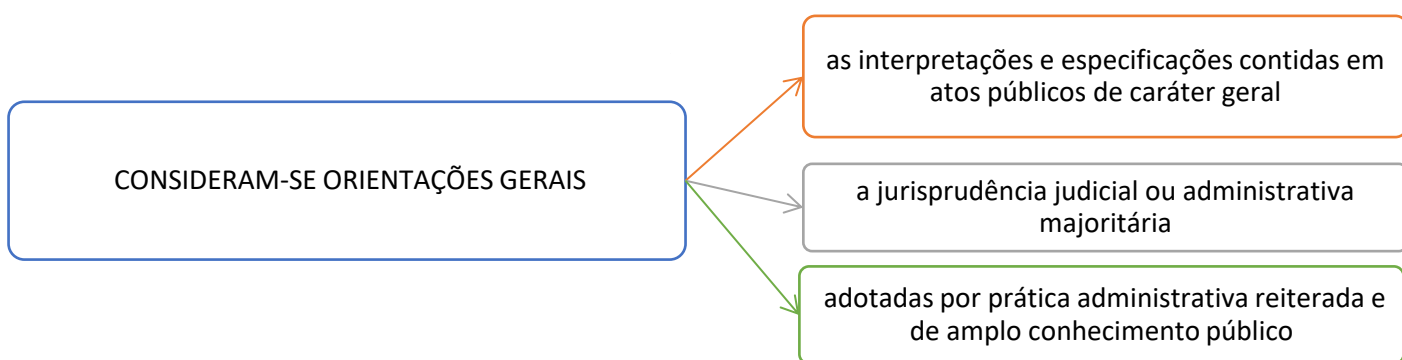 CONSIDERAM-SE ORIENTAÇÕES GERAIS
as interpretações e especificações contidas em
atos públicos de caráter geral
a jurisprudência judicial ou administrativa
majoritária
adotadas por prática administrativa reiterada e
de amplo conhecimento público